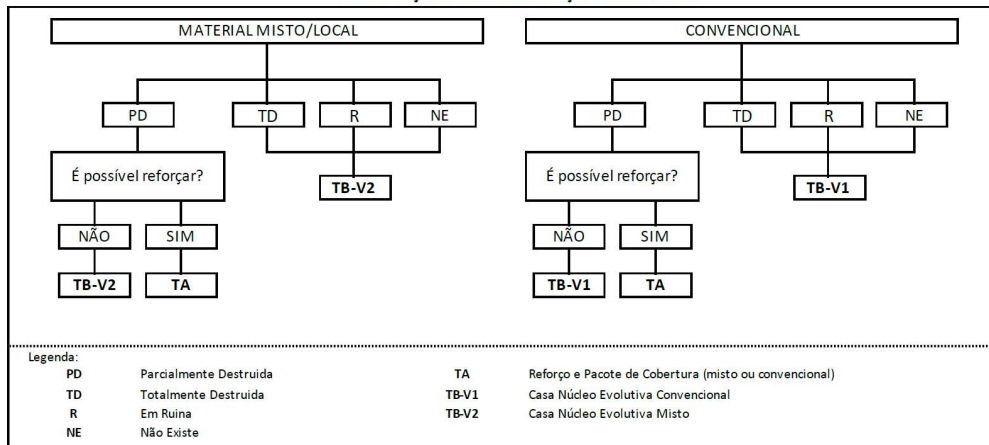 MATERIAL MISTO/LOCAL CONVENCIONAL
PD TD R NE PD TD R NE
É possível reforçar? É possível reforçar?
TB-V2 TB-V1
NÃO SIM NÃO SIM
TB-V2 TA TB-V1 TA
Legenda:
PD Parcialmente Destruida TA Reforço e Pacote de Cobertura (misto ou convencional)
TD Totalmente Destruida TB-V1 Casa Núcleo Evolutiva Convencional
R Em Ruina TB-V2 Casa Núcleo Evolutiva Misto
NE Não Existe